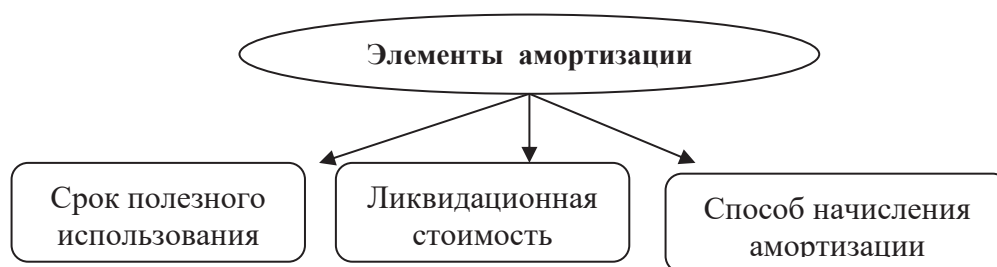 Элементы амортизации
Срок полезного
использования
Ликвидационная
стоимость
Способ начисления
амортизации